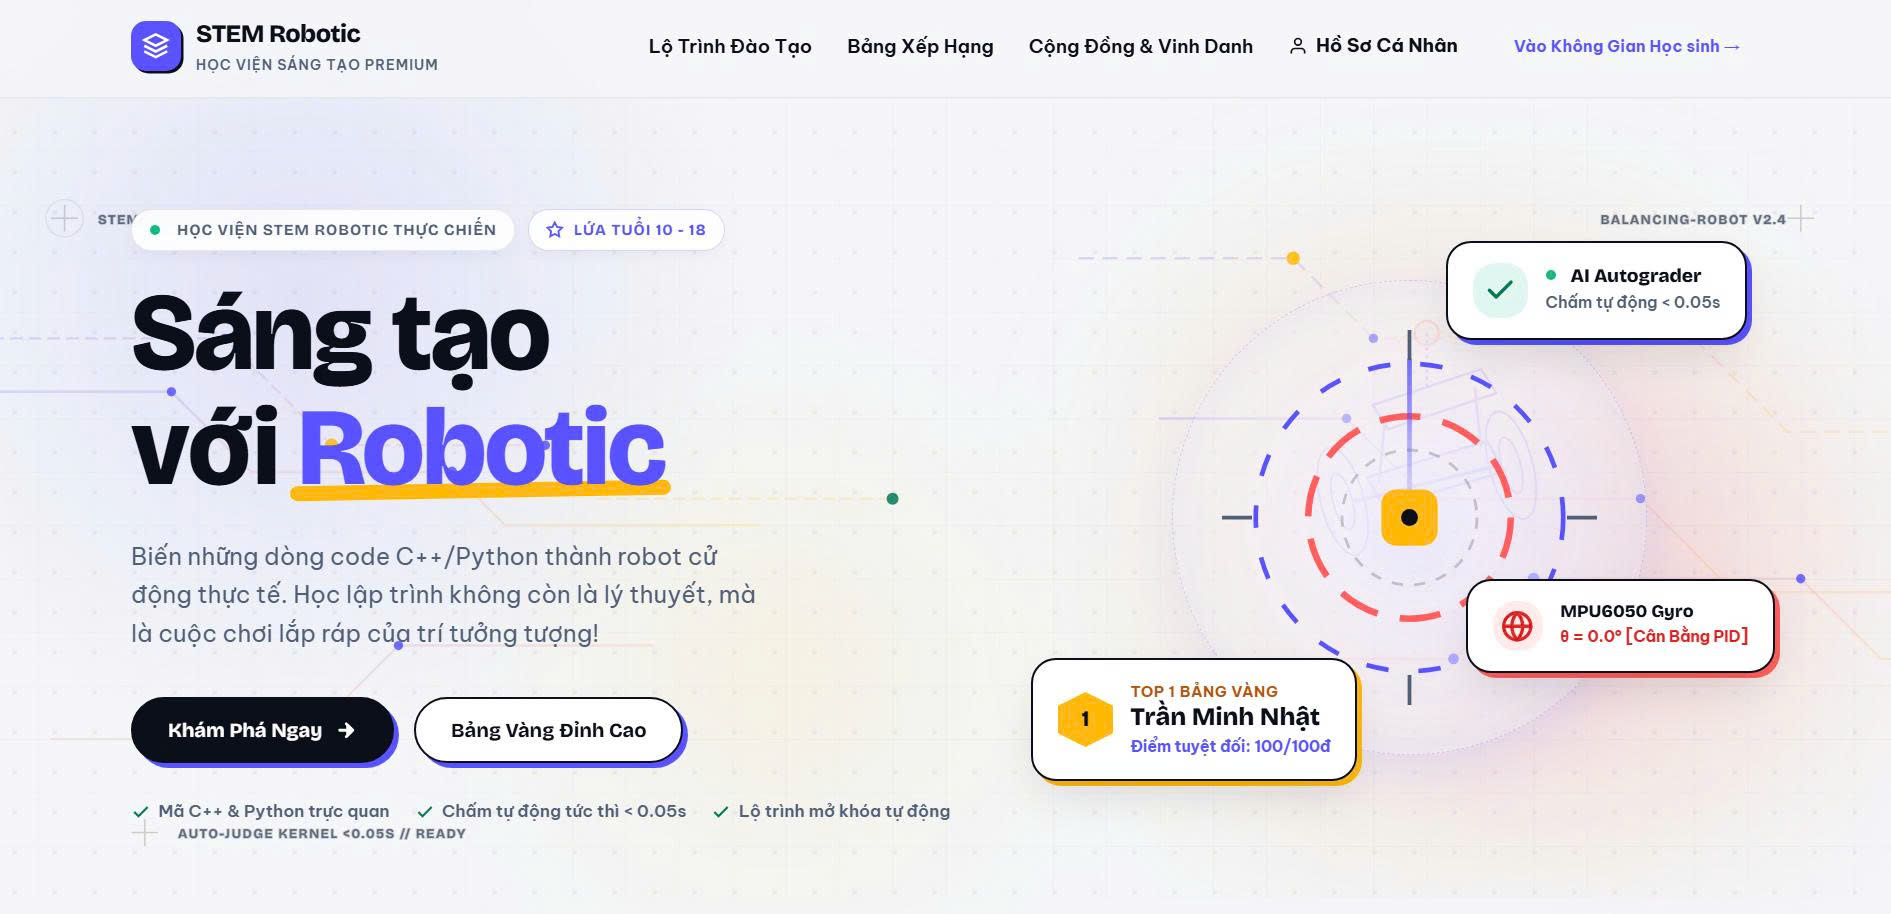 STEM Robotic
HỌC VIỆN SÁNG TẠO PREMIUM
Lộ Trình Đào Tạo
Bảng Xếp Hạng
Cộng Đồng & Vinh Danh
Hồ Sơ Cá Nhân
Vào Không Gian Học sinh →
STEM
HỌC VIỆN STEM ROBOTIC THỰC CHIẾN
LỨA TUỔI 10 - 18
Sáng tạo
với Robotic
Biến những dòng code C++/Python thành robot cử
động thực tế. Học lập trình không còn là lý thuyết, mà
là cuộc chơi lắp ráp của trí tưởng tượng!
Khám Phá Ngay →
Bảng Vàng Đỉnh Cao
Mã C++ & Python trực quan
Chấm tự động tức thì < 0.05s
Lộ trình mở khóa tự động
AUTO-JUDGE KERNEL <0.05S // READY
BALANCING-ROBOT V2.4
AI Autograder
Chấm tự động < 0.05s
MPU6050 Gyro
θ = 0.0° [Cân Bằng PID]
1
TOP 1 BẢNG VÀNG
Trần Minh Nhật
Điểm tuyệt đối: 100/100đ